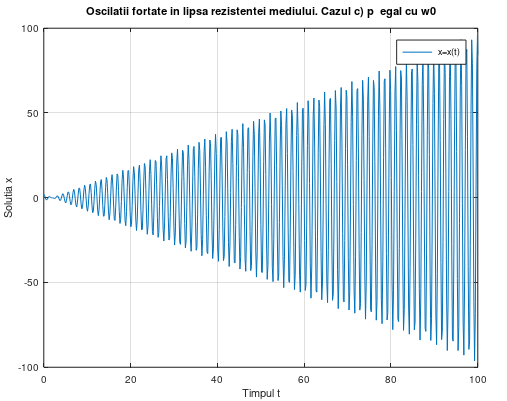 Oscilatii fortate in lipsa rezistentei mediului. Cazul c) p  egal cu w0
100
50
0
-50
-100
Solutia x
x=x(t)
0 20 40 60 80 100
Timpul t